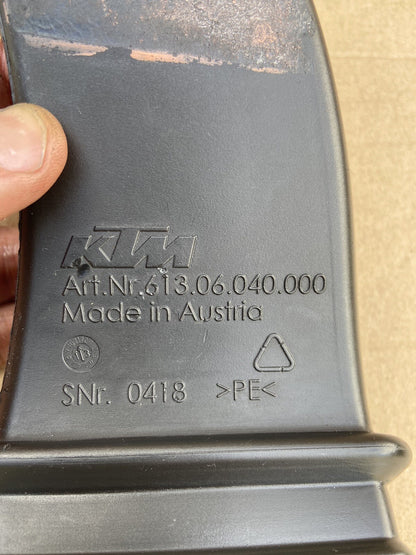 KTM
Art.Nr.613.06.040.000
Made in Austria
SNr. 0418 >PE<